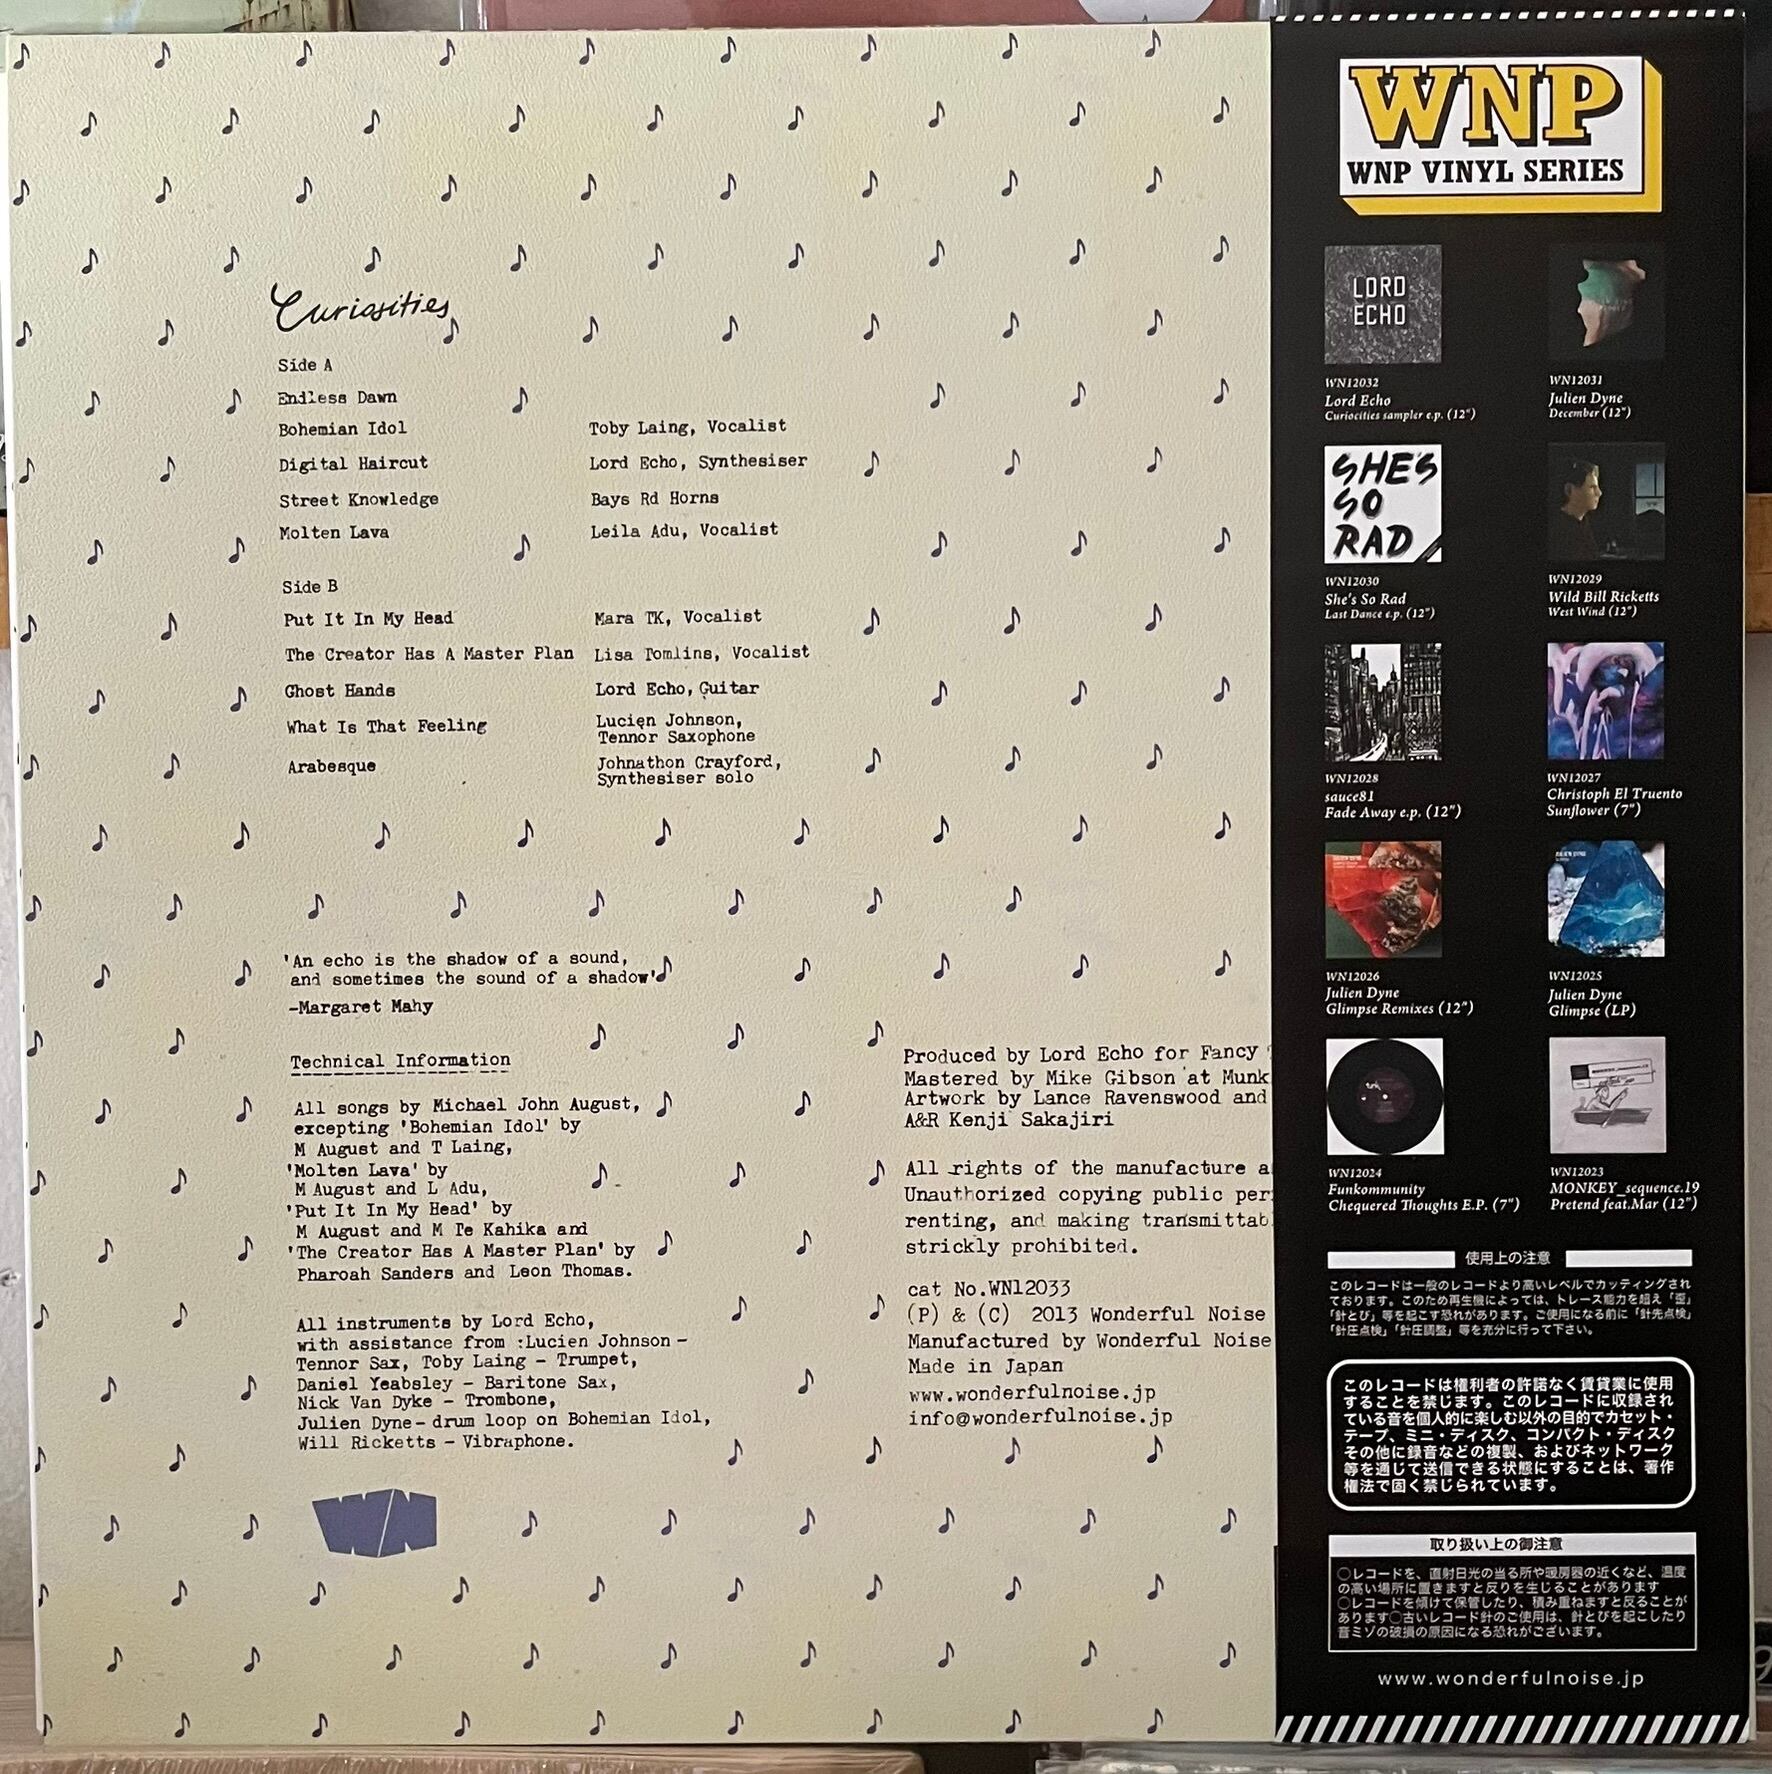 Curiosities
Side A
Endless Dawn
Bohemian Idol Toby Laing, Vocalist
Digital Haircut Lord Echo, Synthesiser
Street Knowledge Bays Rd Horns
Molten Lava Leila Adu, Vocalist
Side B
Put It In My Head Mara TK, Vocalist
The Creator Has A Master Plan Lisa Tomlins, Vocalist
Ghost Hands Lord Echo, Guitar
What Is That Feeling Lucien Johnson,
Tennor Saxophone
Arabesque Johnathon Crayford,
Synthesiser solo
'An echo is the shadow of a sound,
and sometimes the sound of a shadow'
-Margaret Mahy
Technical Information
All songs by Michael John August,
excepting 'Bohemian Idol' by
M August and T Laing,
'Molten Lava' by
M August and L Adu,
'Put It In My Head' by
M August and M Te Kahika and
'The Creator Has A Master Plan' by
Pharoah Sanders and Leon Thomas.
All instruments by Lord Echo,
with assistance from :Lucien Johnson -
Tennor Sax, Toby Laing - Trumpet,
Daniel Yeabsley - Baritone Sax,
Nick Van Dyke - Trombone,
Julien Dyne - drum loop on Bohemian Idol,
Will Ricketts - Vibraphone.
Produced by Lord Echo for Fancy
Mastered by Mike Gibson at Munk
Artwork by Lance Ravenswood and
A&R Kenji Sakajiri
All rights of the manufacture a
Unauthorized copying public per
renting, and making transmittab
strickly prohibited.
cat No.WN12033
(P) & (C) 2013 Wonderful Noise
Manufactured by Wonderful Noise
Made in Japan
www.wonderfulnoise.jp
info@wonderfulnoise.jp
WNP
WNP VINYL SERIES
LORD
ECHO
WN12032
Lord Echo
Curiocities sampler e.p. (12")
WN12031
Julien Dyne
December (12")
SHE'S
SO
RAD
WN12030
She's So Rad
Last Dance e.p. (12")
WN12029
Wild Bill Ricketts
West Wind (12")
WN12028
sauce81
Fade Away e.p. (12")
WN12027
Christoph El Truento
Sunflower (7")
WN12026
Julien Dyne
Glimpse Remixes (12")
WN12025
Julien Dyne
Glimpse (LP)
WN12024
Funkommunity
Chequered Thoughts E.P. (7")
WN12023
MONKEY_sequence.19
Pretend feat.Mar (12")
使用上の注意
このレコードは一般のレコードより高いレベルでカッティングされ
ております。このため再生機によっては、トレース能力を超え「歪」
「針とび」等を起こす恐れがあります。ご使用になる前に「針先点検」
「針圧点検」「針圧調整」等を充分に行って下さい。
このレコードは権利者の許諾なく賃貸業に使用
することを禁じます。このレコードに収録され
ている音を個人的に楽しむ以外の目的でカセット・
テープ、ミニ・ディスク、コンパクト・ディスク
その他に録音などの複製、およびネットワーク
等を通じて送信できる状態にすることは、著作
権法で固く禁じられています。
取り扱い上の御注意
○レコードを、直射日光の当る所や暖房器の近くなど、温度
の高い場所に置きますと反りを生じることがあります
○レコードを傾けて保管したり、積み重ねますと反ることが
あります○古いレコード針のご使用は、針とびを起こしたり
音ミゾの破損の原因になる恐れがございます。
www.wonderfulnoise.jp